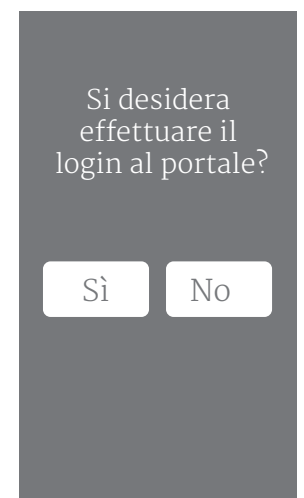 Si desidera
effettuare il
login al portale?
Sì No